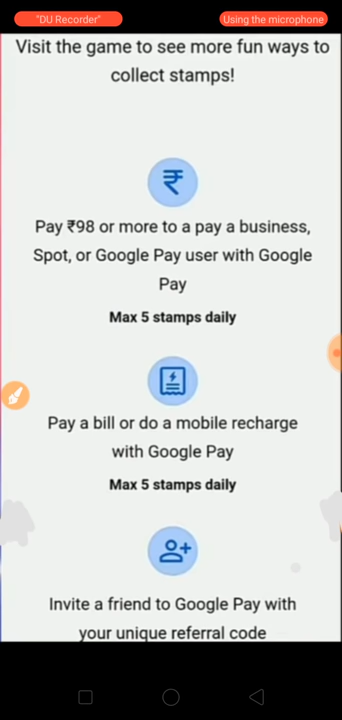 "DU Recorder"
Using the microphone
Visit the game to see more fun ways to
collect stamps!
₹
Pay ₹98 or more to a pay a business,
Spot, or Google Pay user with Google
Pay
Max 5 stamps daily
Pay a bill or do a mobile recharge
with Google Pay
Max 5 stamps daily
Invite a friend to Google Pay with
your unique referral code